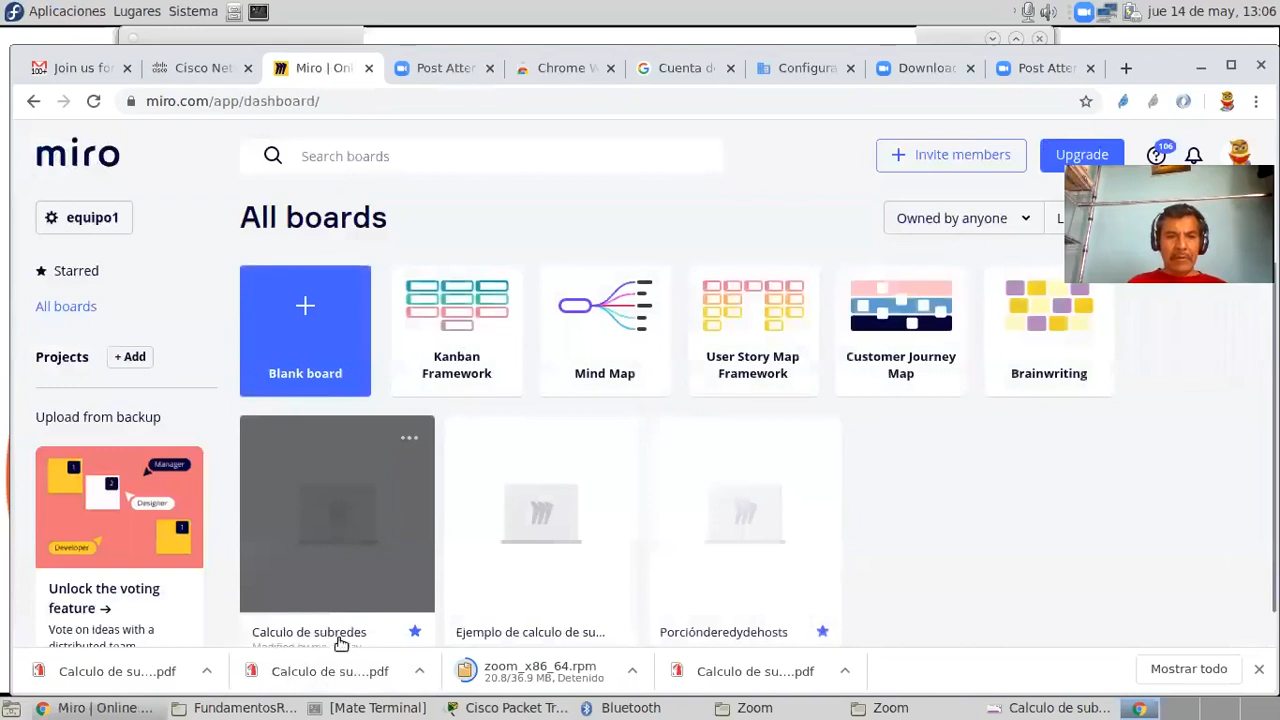 Aplicaciones Lugares Sistema
jue 14 de may, 13:06
Join us for
Cisco Net
Miro | Onl
Post Atter
Chrome W
Cuenta d
Configura
Downloa
Post Atter
miro.com/app/dashboard/
miro
Search boards
Invite members
Upgrade
106
equipo1
All boards
Owned by anyone
L
Starred
All boards
Projects
+ Add
Upload from backup
Blank board
Kanban
Framework
Mind Map
User Story Map
Framework
Customer Journey
Map
Brainwriting
Manager
Designer
Developer
Unlock the voting
feature →
Vote on ideas with a
Calculo de subredes
Ejemplo de calculo de su...
Porciónderedydehosts
Calculo de su....pdf
Calculo de su....pdf
zoom_x86_64.rpm
20.8/36.9 MB, Detenido
Calculo de su....pdf
Mostrar todo
Miro | Online ...
FundamentosR...
[Mate Terminal]
Cisco Packet Tr...
Bluetooth
Zoom
Zoom
Calculo de sub...